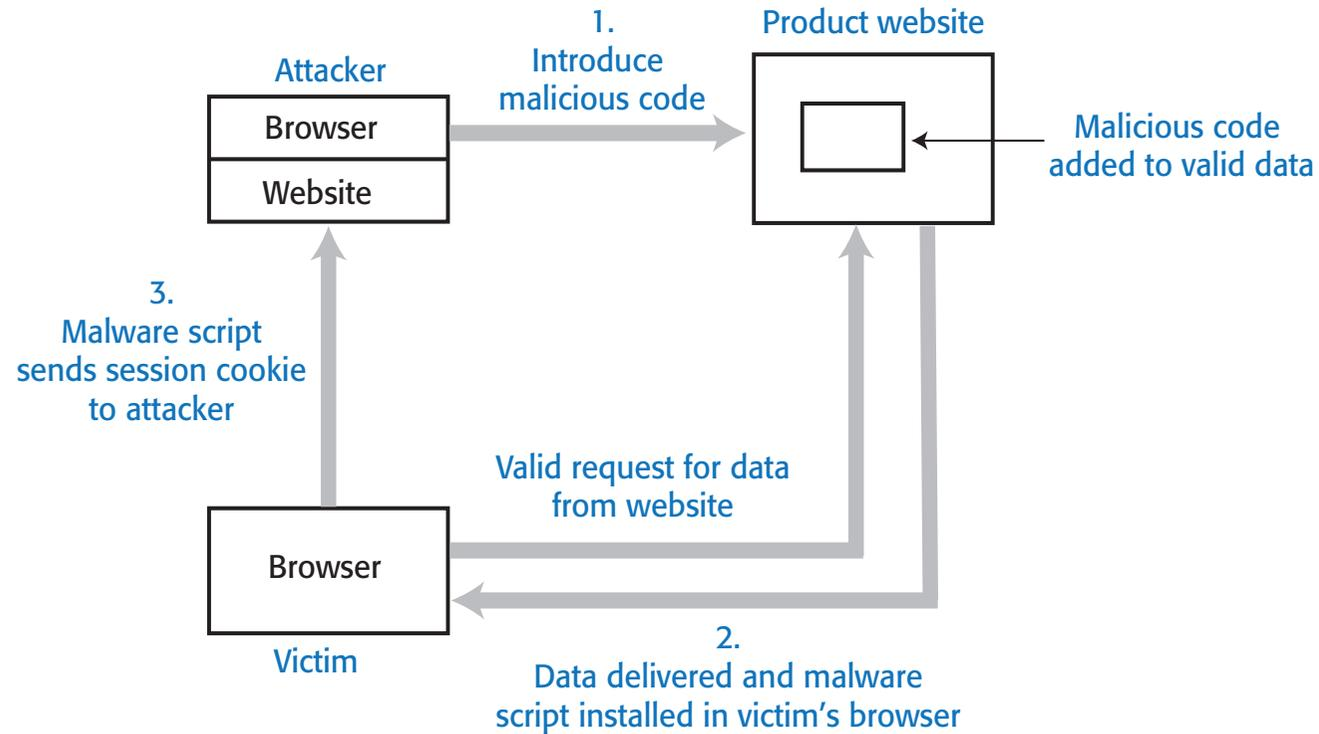 1.
Introduce
malicious code
Product website
Attacker
Browser
Website
Malicious code
added to valid data
3.
Malware script
sends session cookie
to attacker
Valid request for data
from website
Browser
Victim
2.
Data delivered and malware
script installed in victim’s browser